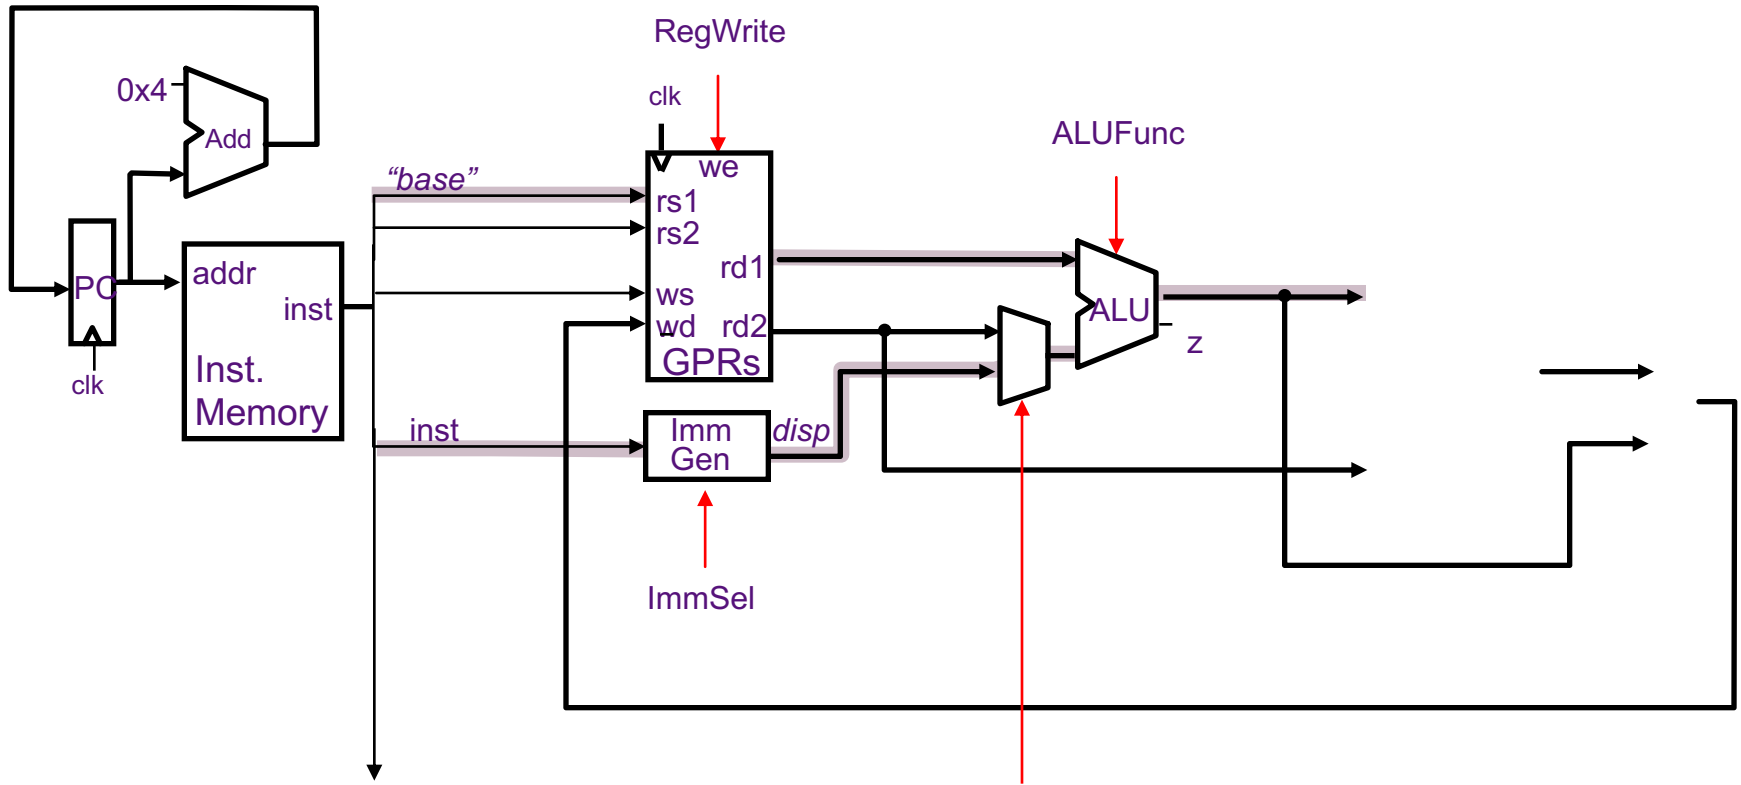 RegWrite
0x4
clk
Add
ALUFunc
“base”
we
rs1
rs2
PC
addr
rd1
inst
ws
ALU
wd
rd2
z
GPRs
clk
Inst.
Memory
inst
Imm
Gen
disp
ImmSel